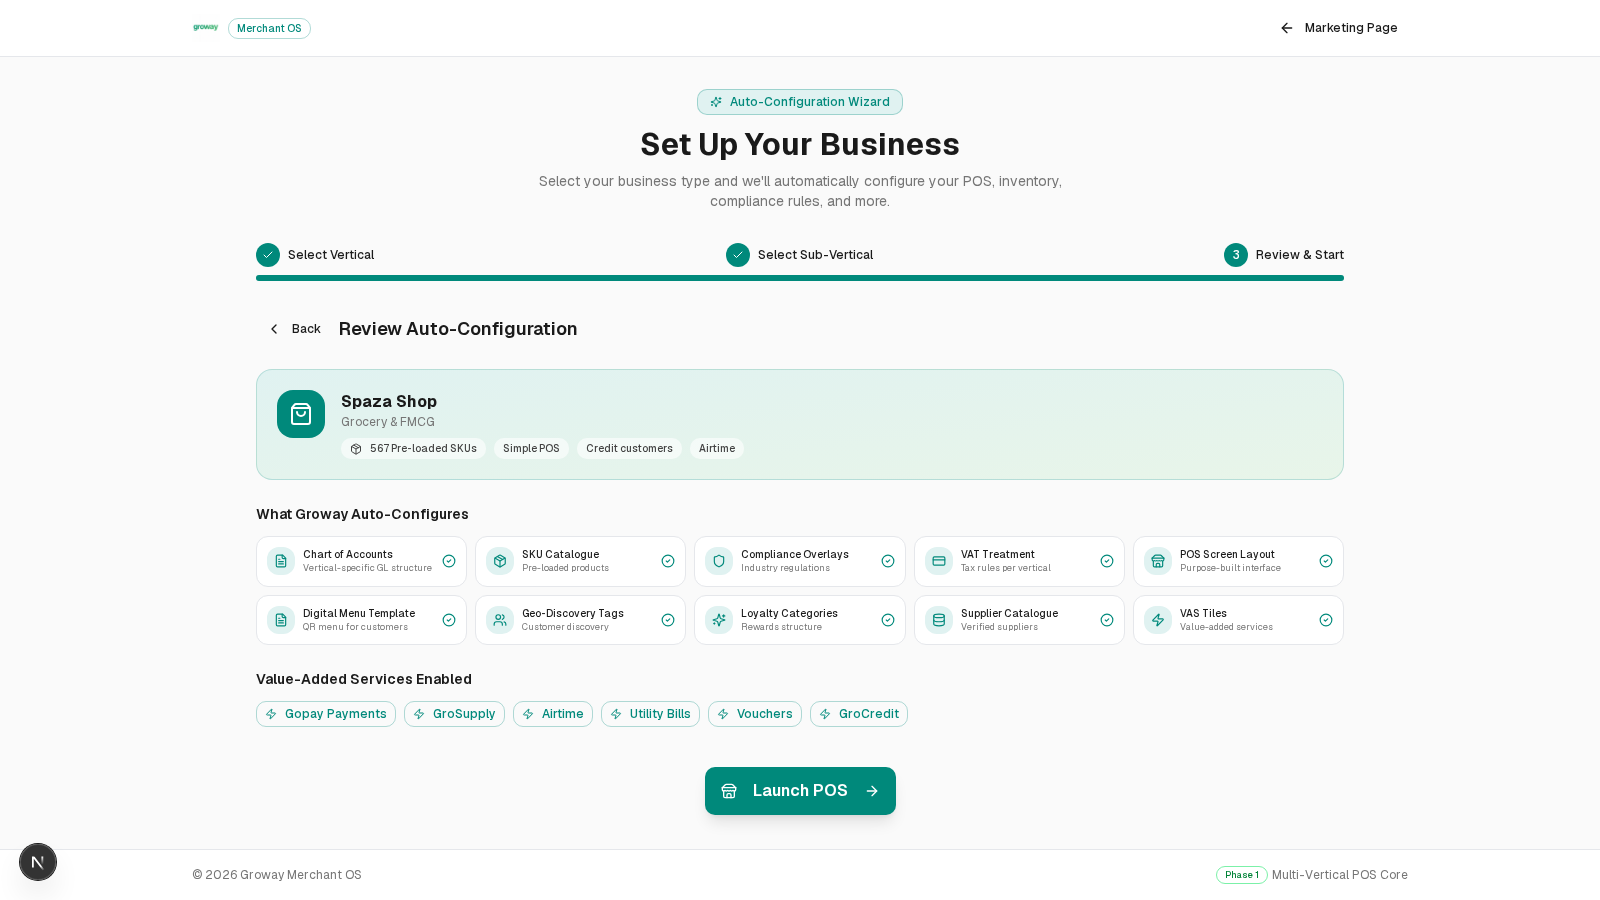 groway
Merchant OS
Marketing Page
Auto-Configuration Wizard
Set Up Your Business
Select your business type and we'll automatically configure your POS, inventory,
compliance rules, and more.
Select Vertical
Select Sub-Vertical
3 Review & Start
Back
Review Auto-Configuration
Spaza Shop
Grocery & FMCG
567 Pre-loaded SKUs
Simple POS
Credit customers
Airtime
What Groway Auto-Configures
Chart of Accounts
Vertical-specific GL structure
SKU Catalogue
Pre-loaded products
Compliance Overlays
Industry regulations
VAT Treatment
Tax rules per vertical
POS Screen Layout
Purpose-built interface
Digital Menu Template
QR menu for customers
Geo-Discovery Tags
Customer discovery
Loyalty Categories
Rewards structure
Supplier Catalogue
Verified suppliers
VAS Tiles
Value-added services
Value-Added Services Enabled
Gopay Payments
GroSupply
Airtime
Utility Bills
Vouchers
GroCredit
Launch POS
N
© 2026 Groway Merchant OS
Phase 1
Multi-Vertical POS Core